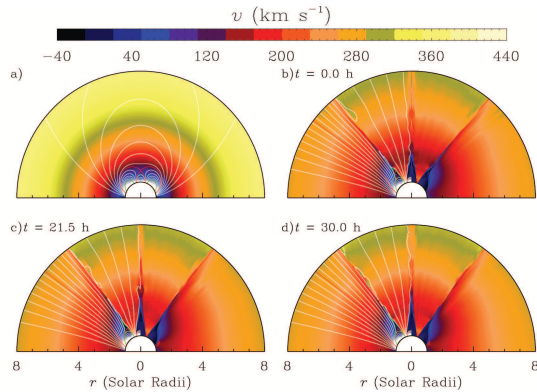 v (km s⁻¹)
−40 40 120 200 280 360 440
a)
b) t = 0.0 h
c) t = 21.5 h
d) t = 30.0 h
8 4 0 4 8 4 0 4 8
r (Solar Radii) r (Solar Radii)